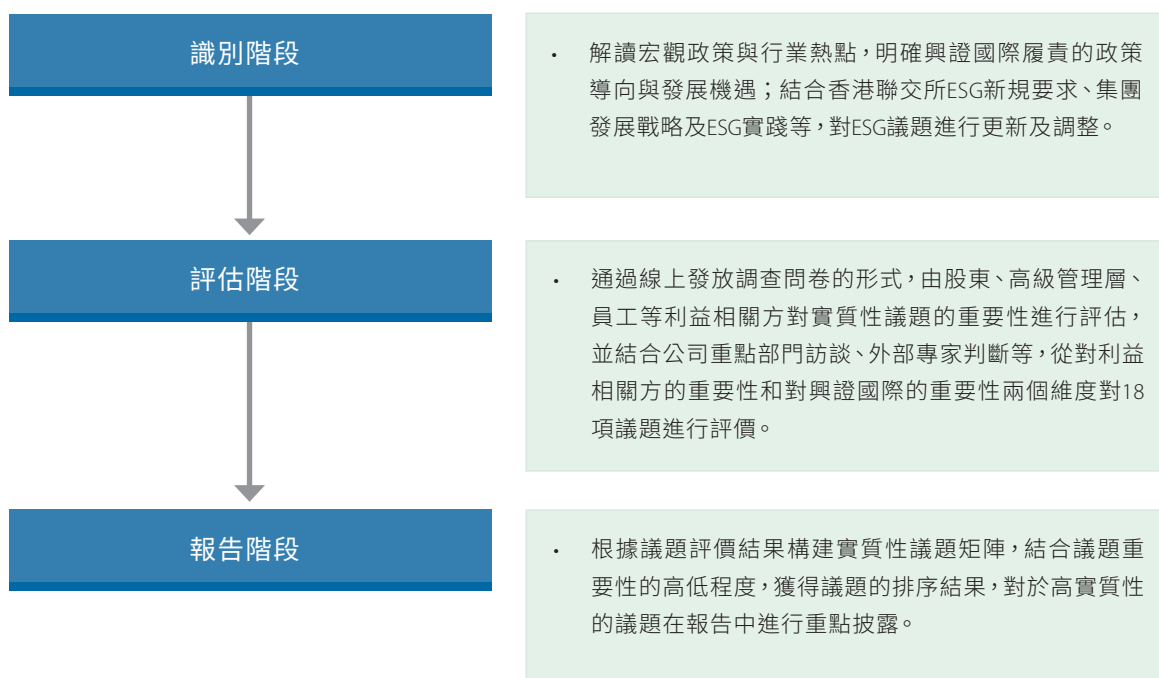 識別階段
• 解讀宏觀政策與行業熱點，明確興證國際履責的政策
導向與發展機遇；結合香港聯交所ESG新規要求、集團
發展戰略及ESG實踐等，對ESG議題進行更新及調整。
評估階段
• 通過線上發放調查問卷的形式，由股東、高級管理層、
員工等利益相關方對實質性議題的重要性進行評估，
並結合公司重點部門訪談、外部專家判斷等，從對利益
相關方的重要性和對興證國際的重要性兩個維度對18
項議題進行評價。
報告階段
• 根據議題評價結果構建實質性議題矩陣，結合議題重
要性的高低程度，獲得議題的排序結果，對於高實質性
的議題在報告中進行重點披露。